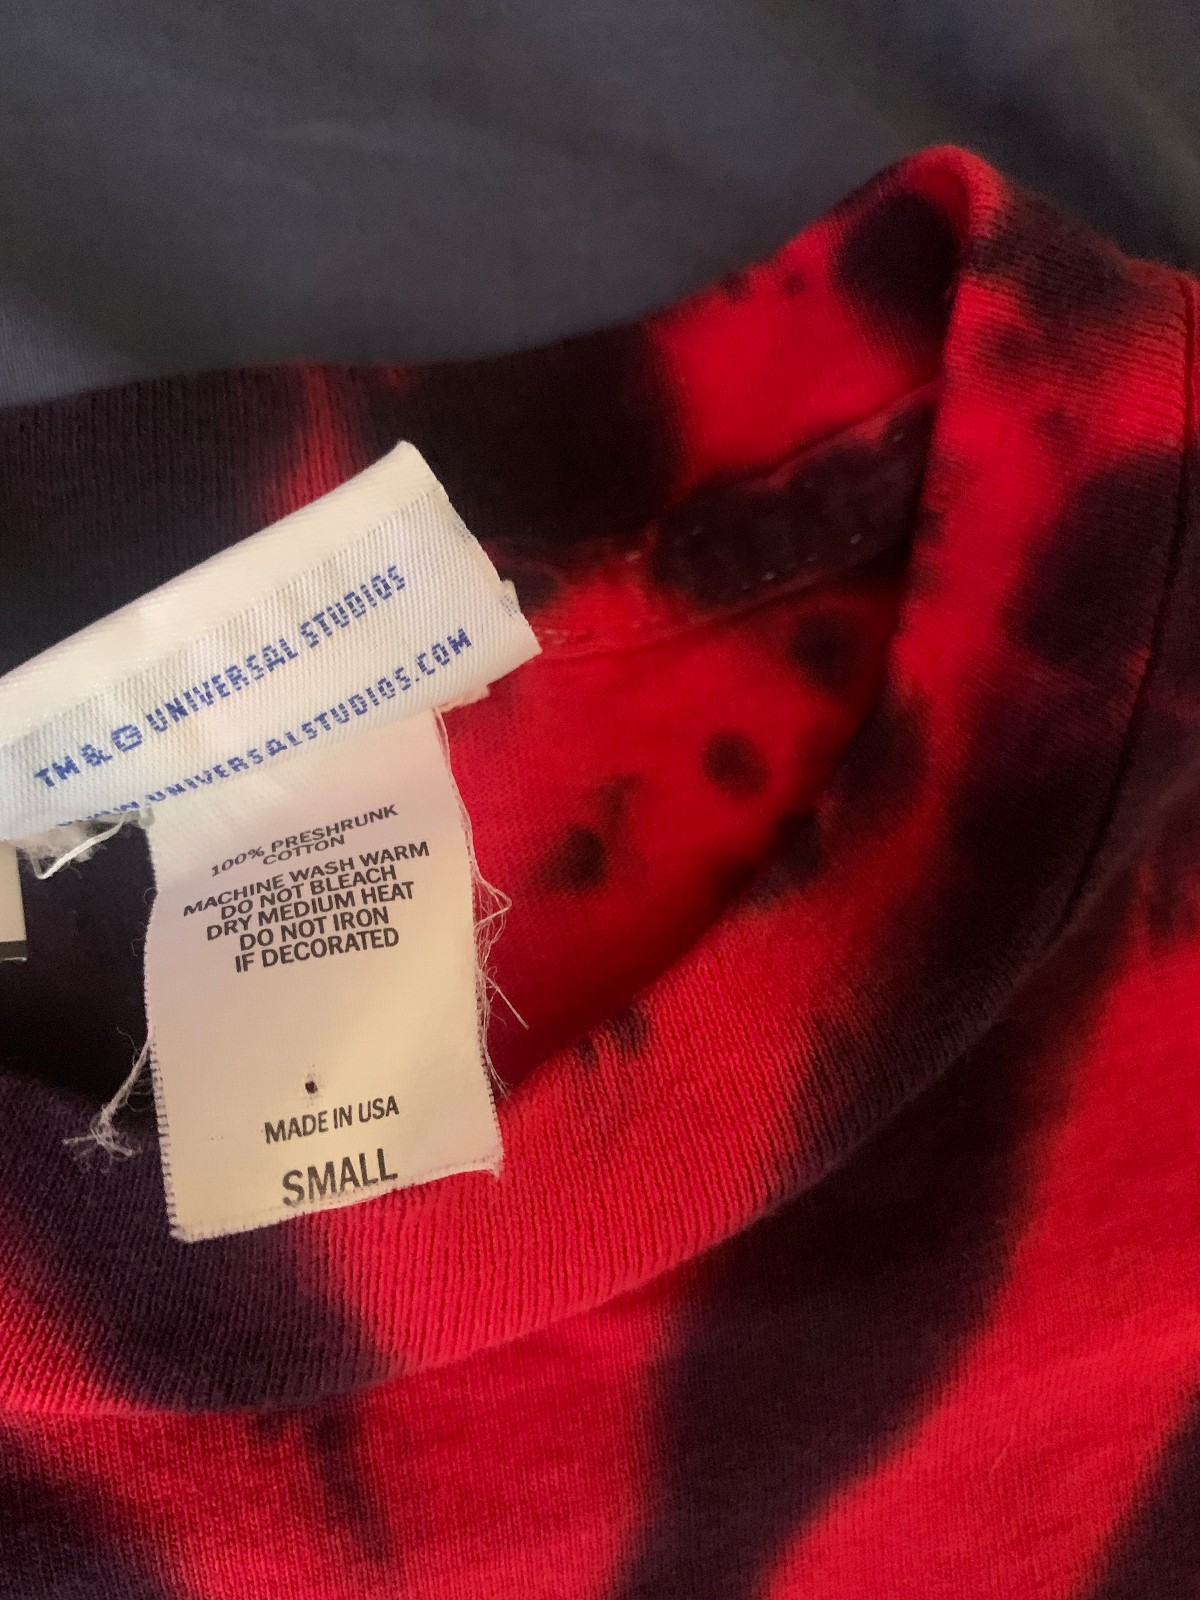 TM & © UNIVERSAL STUDIOS
WWW.UNIVERSALSTUDIOS.COM
100% PRESHRUNK
COTTON
MACHINE WASH WARM
DO NOT BLEACH
DRY MEDIUM HEAT
DO NOT IRON
IF DECORATED
MADE IN USA
SMALL